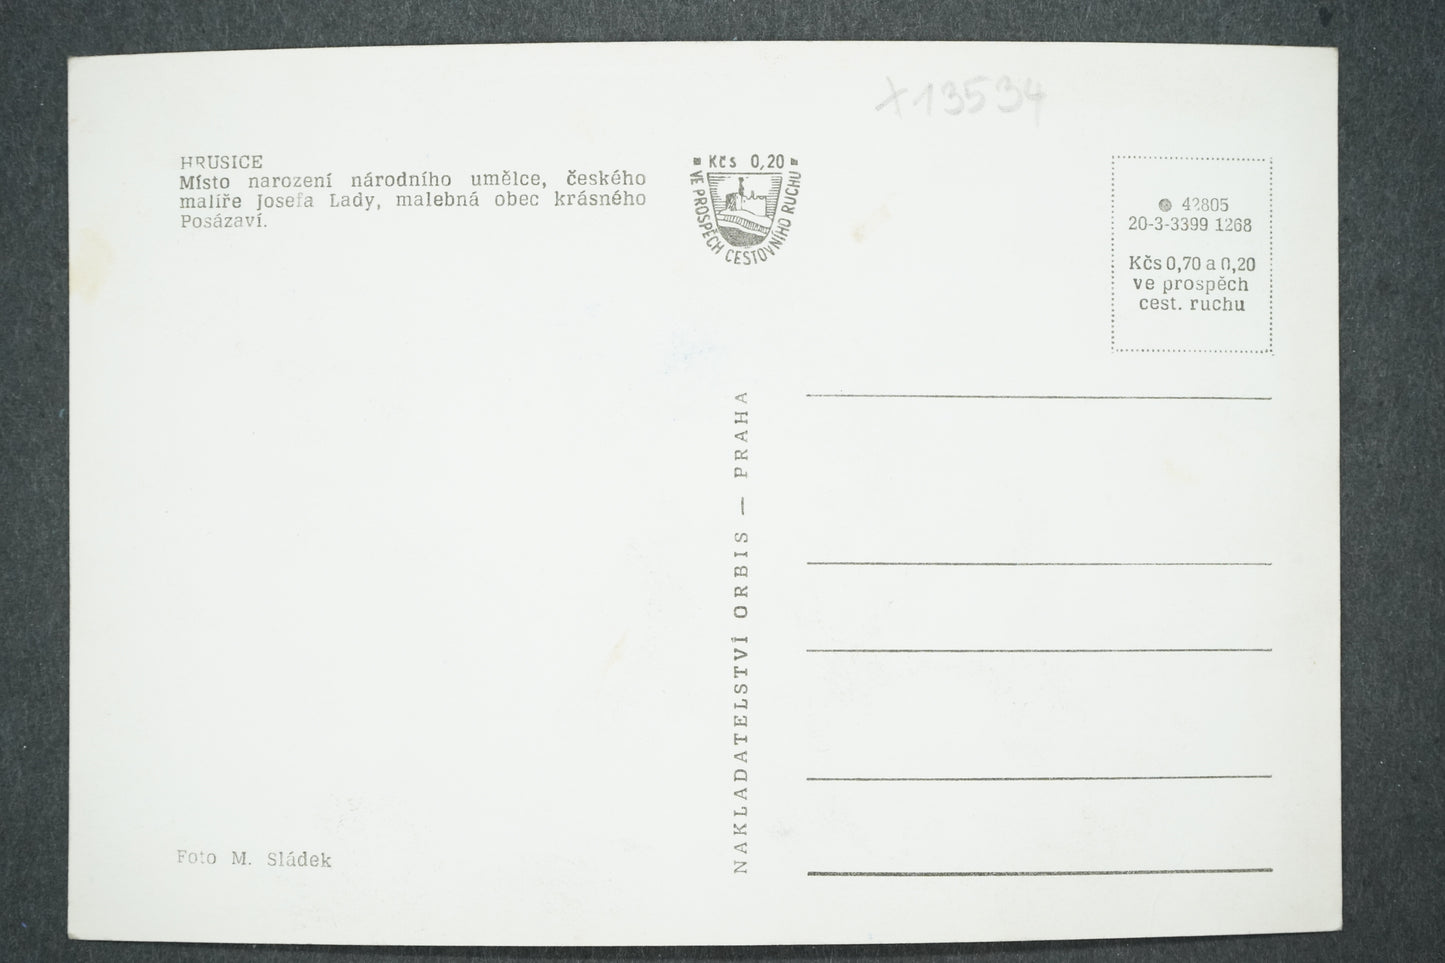 x13534
HRUSICE
Místo narození národního umělce, českého
malíře Josefa Lady, malebná obec krásného
Posázaví.
Kčs 0,20
VE PROSPĚCH CESTOVNÍHO RUCHU
42805
20-3-3399 1268
Kčs 0,70 a 0,20
ve prospěch
cest. ruchu
NAKLADATELSTVÍ ORBIS — PRAHA
Foto M. Sládek